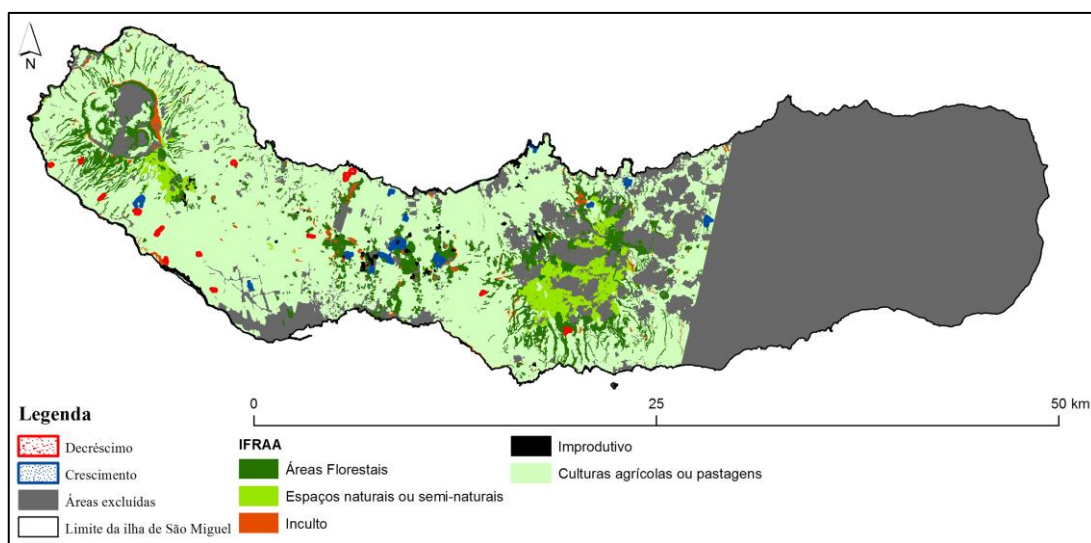 N
0 25 50 km
Legenda
Decréscimo
Crescimento
Áreas excluídas
Limite da ilha de São Miguel
IFRAA
Áreas Florestais
Espaços naturais ou semi-naturais
Inculto
Improdutivo
Culturas agrícolas ou pastagens